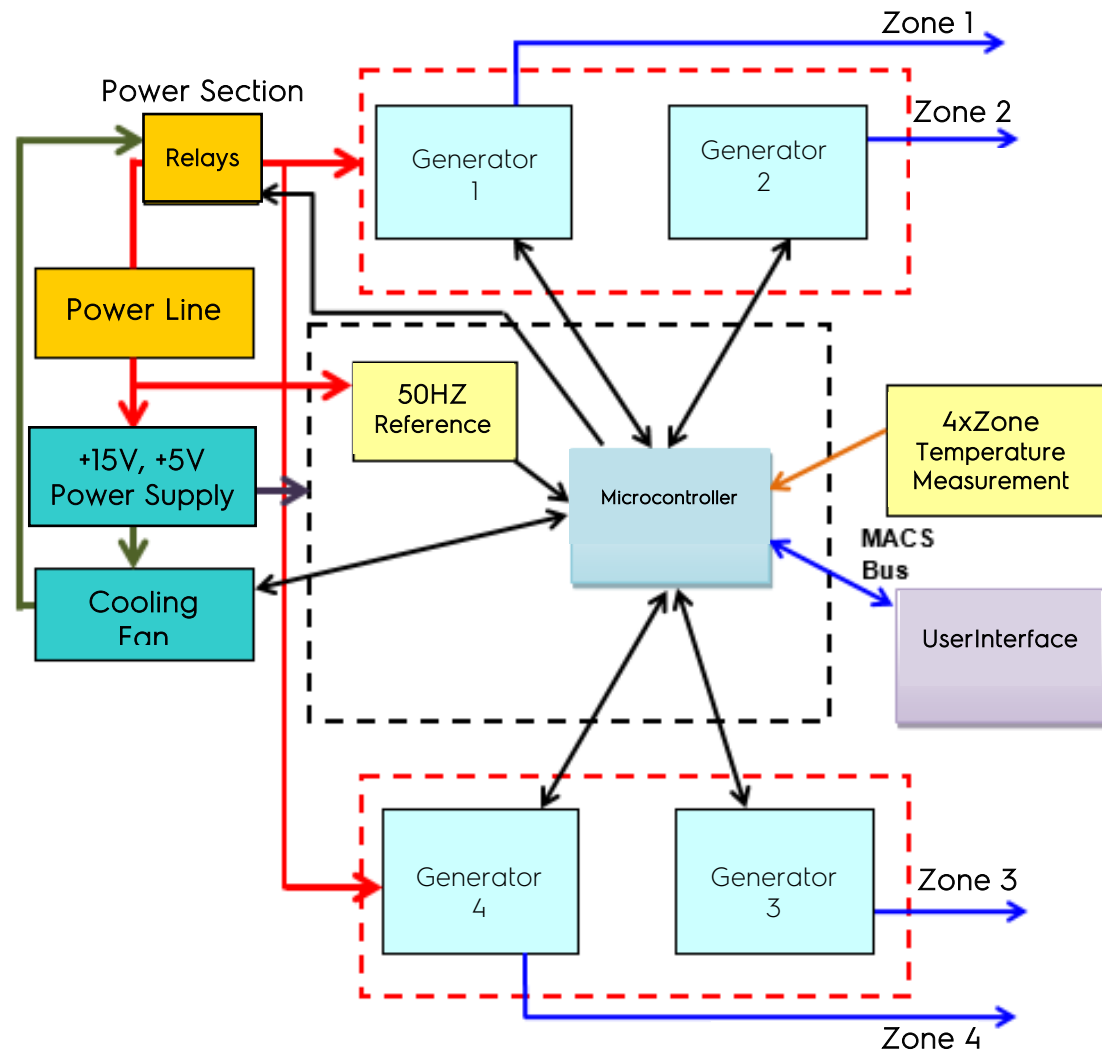 Zone 1
Power Section
Zone 2
Relays
Generator
1
Generator
2
Power Line
50HZ
Reference
4xZone
Temperature
Measurement
+15V, +5V
Power Supply
Microcontroller
MACS
Bus
Cooling
Fan
UserInterface
Generator
4
Generator
3
Zone 3
Zone 4